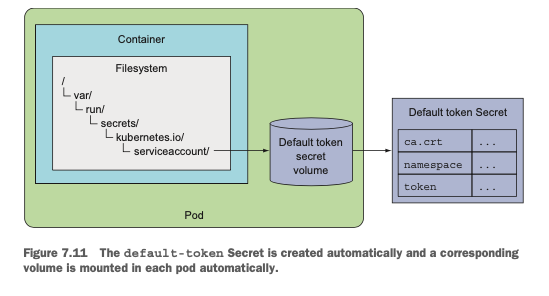 Container
Filesystem
/
var/
run/
secrets/
kubernetes.io/
serviceaccount/
Default token
secret
volume
Default token Secret
ca.crt ...
namespace ...
token ...
Pod
Figure 7.11 The default-token Secret is created automatically and a corresponding
volume is mounted in each pod automatically.